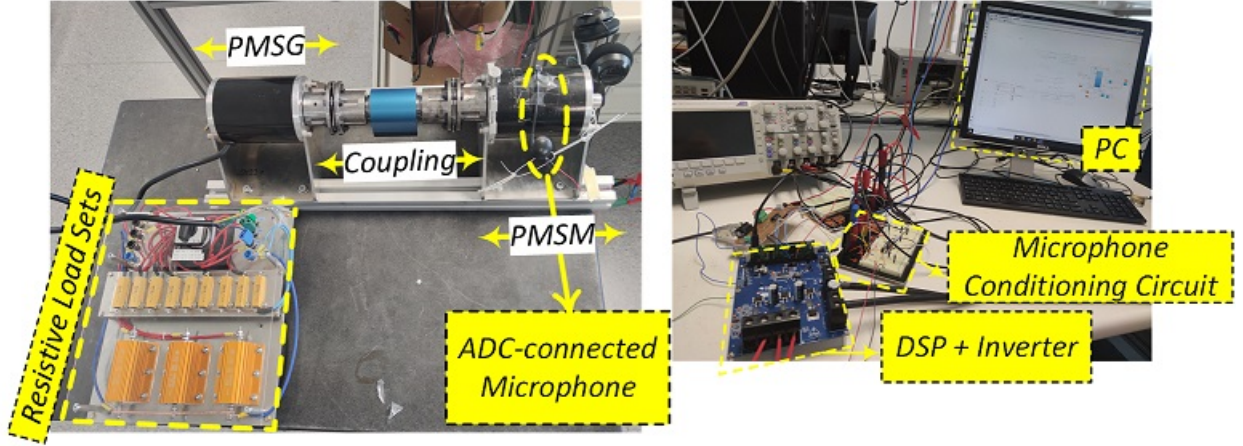 PMSG
Coupling
PMSM
Resistive Load Sets
ADC-connected
Microphone
PC
Microphone
Conditioning Circuit
DSP + Inverter